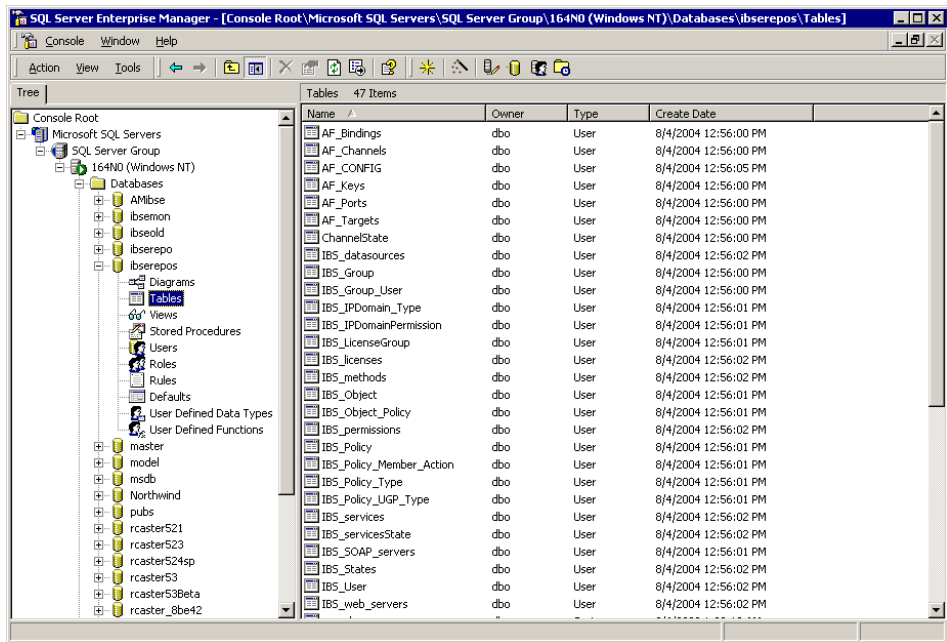 SQL Server Enterprise Manager - [Console Root\Microsoft SQL Servers\SQL Server Group\164N0 (Windows NT)\Databases\ibserepos\Tables]
Console Window Help
Action View Tools
Tree
Console Root
Microsoft SQL Servers
SQL Server Group
164N0 (Windows NT)
Databases
AMibse
ibsemon
ibseold
ibserepo
ibserepos
Diagrams
Tables
Views
Stored Procedures
Users
Roles
Rules
Defaults
User Defined Data Types
User Defined Functions
master
model
msdb
Northwind
pubs
rcaster521
rcaster523
rcaster524sp
rcaster53
rcaster53Beta
rcaster_8be42
Tables 47 Items
Name Owner Type Create Date
AF_Bindings dbo User 8/4/2004 12:56:00 PM
AF_Channels dbo User 8/4/2004 12:56:00 PM
AF_CONFIG dbo User 8/4/2004 12:56:05 PM
AF_Keys dbo User 8/4/2004 12:56:00 PM
AF_Ports dbo User 8/4/2004 12:56:00 PM
AF_Targets dbo User 8/4/2004 12:56:00 PM
ChannelState dbo User 8/4/2004 12:56:00 PM
IBS_datasources dbo User 8/4/2004 12:56:02 PM
IBS_Group dbo User 8/4/2004 12:56:00 PM
IBS_Group_User dbo User 8/4/2004 12:56:00 PM
IBS_IPDomain_Type dbo User 8/4/2004 12:56:01 PM
IBS_IPDomainPermission dbo User 8/4/2004 12:56:01 PM
IBS_LicenseGroup dbo User 8/4/2004 12:56:01 PM
IBS_licenses dbo User 8/4/2004 12:56:02 PM
IBS_methods dbo User 8/4/2004 12:56:02 PM
IBS_Object dbo User 8/4/2004 12:56:01 PM
IBS_Object_Policy dbo User 8/4/2004 12:56:01 PM
IBS_permissions dbo User 8/4/2004 12:56:02 PM
IBS_Policy dbo User 8/4/2004 12:56:01 PM
IBS_Policy_Member_Action dbo User 8/4/2004 12:56:01 PM
IBS_Policy_Type dbo User 8/4/2004 12:56:01 PM
IBS_Policy_UGP_Type dbo User 8/4/2004 12:56:01 PM
IBS_services dbo User 8/4/2004 12:56:02 PM
IBS_servicesState dbo User 8/4/2004 12:56:02 PM
IBS_SOAP_servers dbo User 8/4/2004 12:56:01 PM
IBS_States dbo User 8/4/2004 12:56:02 PM
IBS_User dbo User 8/4/2004 12:56:02 PM
IBS_web_servers dbo User 8/4/2004 12:56:02 PM